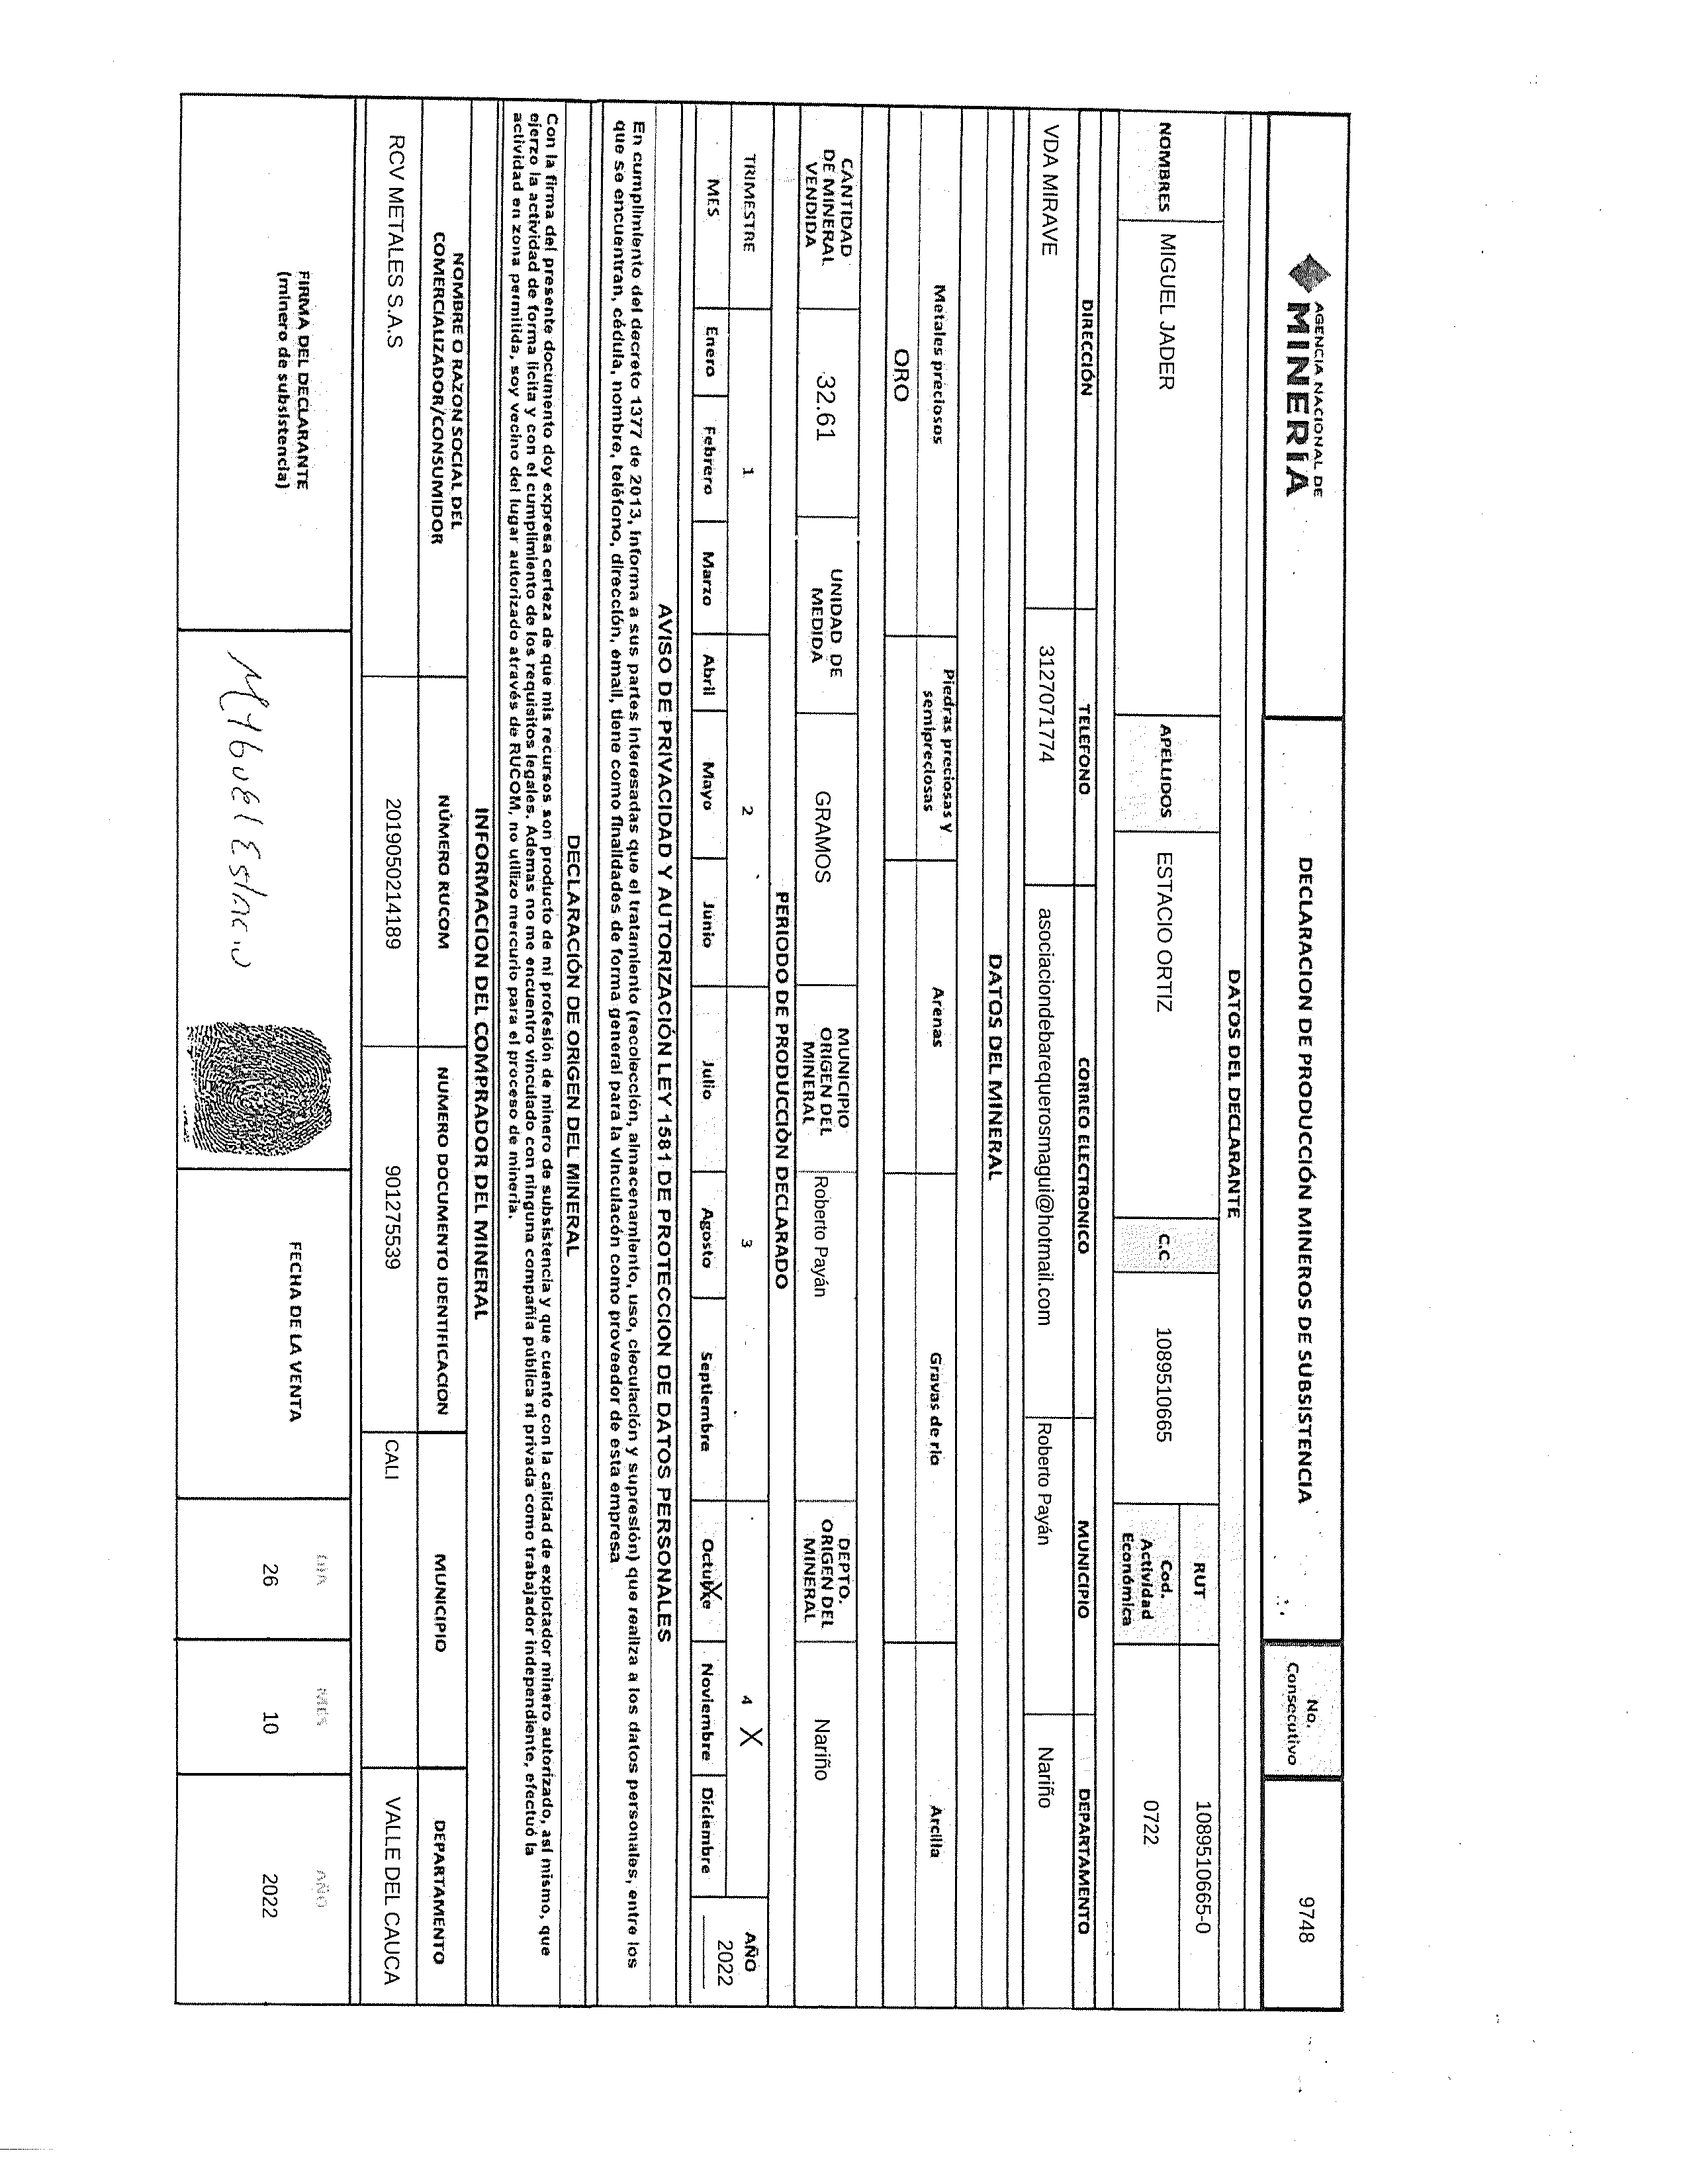 AGENCIA NACIONAL DE
MINERÍA
DECLARACION DE PRODUCCIÓN MINEROS DE SUBSISTENCIA
No.
Consecutivo
9748
DATOS DEL DECLARANTE
NOMBRES
MIGUEL JADER
APELLIDOS
ESTACIO ORTIZ
C.C
1089510665
RUT
1089510665-0
Cod.
Actividad
Económica
0722
DIRECCIÓN
TELEFONO
CORREO ELECTRONICO
MUNICIPIO
DEPARTAMENTO
VDA MIRAVE
3127071774
asociaciondebarequerosmagui@hotmail.com
Roberto Payán
Nariño
DATOS DEL MINERAL
Metales preciosos
Piedras preciosas y
semipreciosas
Arenas
Gravas de rio
Arcilla
ORO
CANTIDAD
DE MINERAL
VENDIDA
32.61
UNIDAD DE
MEDIDA
GRAMOS
MUNICIPIO
ORIGEN DEL
MINERAL
Roberto Payán
DEPTO.
ORIGEN DEL
MINERAL
Nariño
PERIODO DE PRODUCCIÒN DECLARADO
TRIMESTRE
1
2
3
4 X
AÑO
2022
MES
Enero
Febrero
Marzo
Abril
Mayo
Junio
Julio
Agosto
Septiembre
Octubre X
Noviembre
Diciembre
AVISO DE PRIVACIDAD Y AUTORIZACIÓN LEY 1581 DE PROTECCION DE DATOS PERSONALES
En cumplimiento del decreto 1377 de 2013, informa a sus partes interesadas que el tratamiento (recolección, almacenamiento, uso, cieculación y supresión) que realiza a los datos personales, entre los
que se encuentran, cédula, nombre, teléfono, dirección, email, tiene como finalidades de forma general para la vinculacón como proveedor de esta empresa
DECLARACIÓN DE ORIGEN DEL MINERAL
Con la firma del presente documento doy expresa certeza de que mis recursos son producto de mi profesión de minero de subsistencia y que cuento con la calidad de explotador minero autorizado, así mismo, que
ejerzo la actividad de forma licita y con el cumplimiento de los requisitos legales. Ademas no me encuentro vinculado con ninguna compañía pública ni privada como trabajador independiente, efectuó la
actividad en zona permitida, soy vecino del lugar autorizado através de RUCOM, no utilizo mercurio para el proceso de mineria.
INFORMACION DEL COMPRADOR DEL MINERAL
NOMBRE O RAZON SOCIAL DEL
COMERCIALIZADOR/CONSUMIDOR
NÚMERO RUCOM
NUMERO DOCUMENTO IDENTIFICACION
MUNICIPIO
DEPARTAMENTO
RCV METALES S.A.S
2019050214189
901275539
CALI
VALLE DEL CAUCA
FIRMA DEL DECLARANTE
(minero de subsistencia)
FECHA DE LA VENTA
DÍA
MES
AÑO
26
10
2022